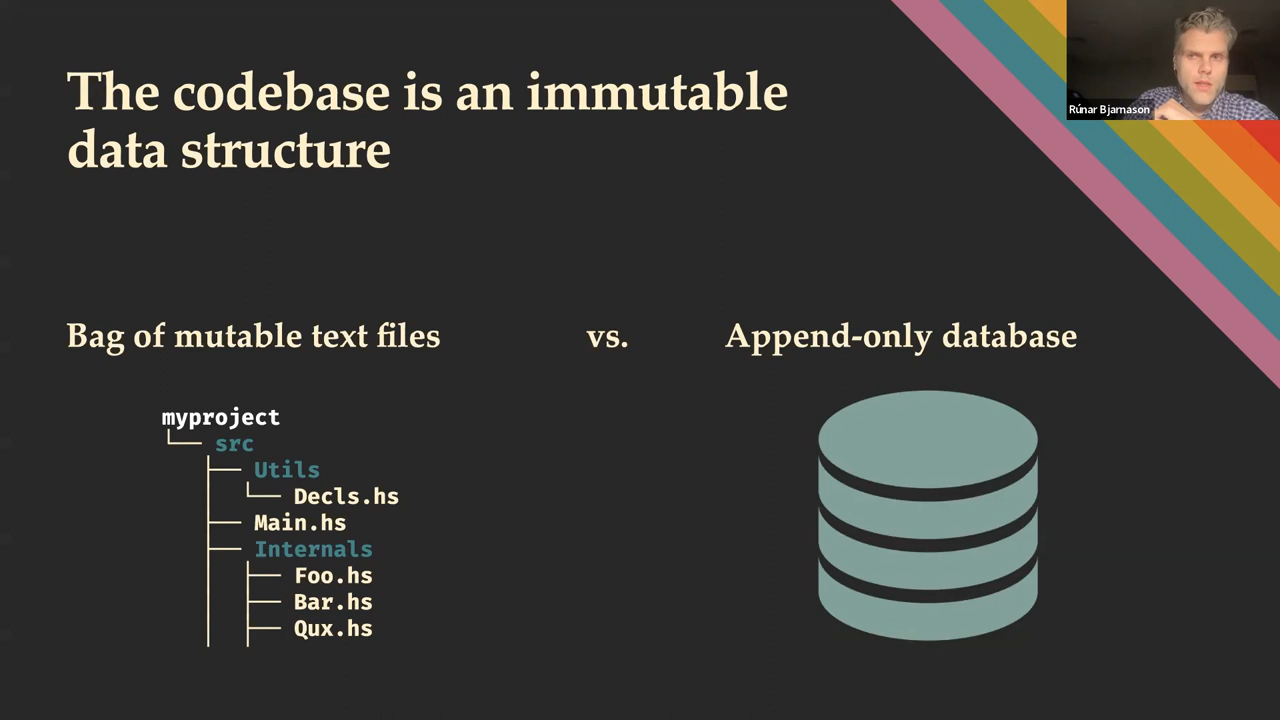 The codebase is an immutable
data structure
Rúnar Bjarnason
Bag of mutable text files
vs.
Append-only database
myproject
src
Utils
Decls.hs
Main.hs
Internals
Foo.hs
Bar.hs
Qux.hs